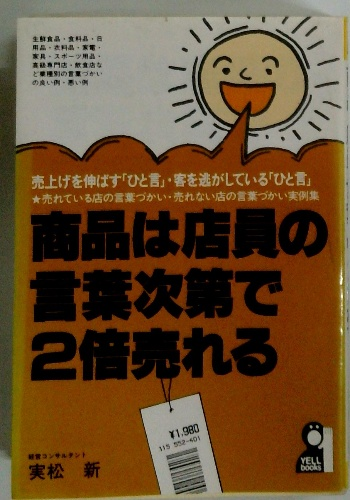 生鮮食品・食料品・日
用品・衣料品・家電・
家具・スポーツ用品・
高級専門店・飲食店な
ど業種別の言葉づかい
の良い例・悪い例
売上げを伸ばす「ひと言」・客を逃がしている「ひと言」
★売れている店の言葉づかい・売れない店の言葉づかい実例集
商品は店員の
言葉次第で
2倍売れる
¥1,980
115 552-401
経営コンサルタント
実松 新
YELL
books